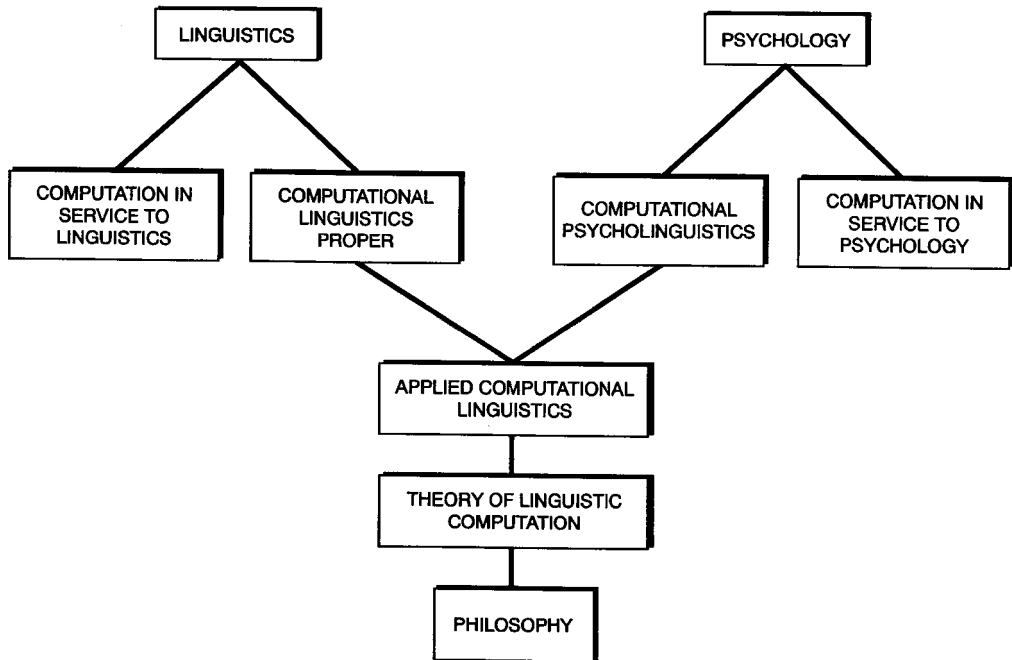 LINGUISTICS
PSYCHOLOGY
COMPUTATION IN
SERVICE TO
LINGUISTICS
COMPUTATIONAL
LINGUISTICS
PROPER
COMPUTATIONAL
PSYCHOLINGUISTICS
COMPUTATION IN
SERVICE TO
PSYCHOLOGY
APPLIED COMPUTATIONAL
LINGUISTICS
THEORY OF LINGUISTIC
COMPUTATION
PHILOSOPHY